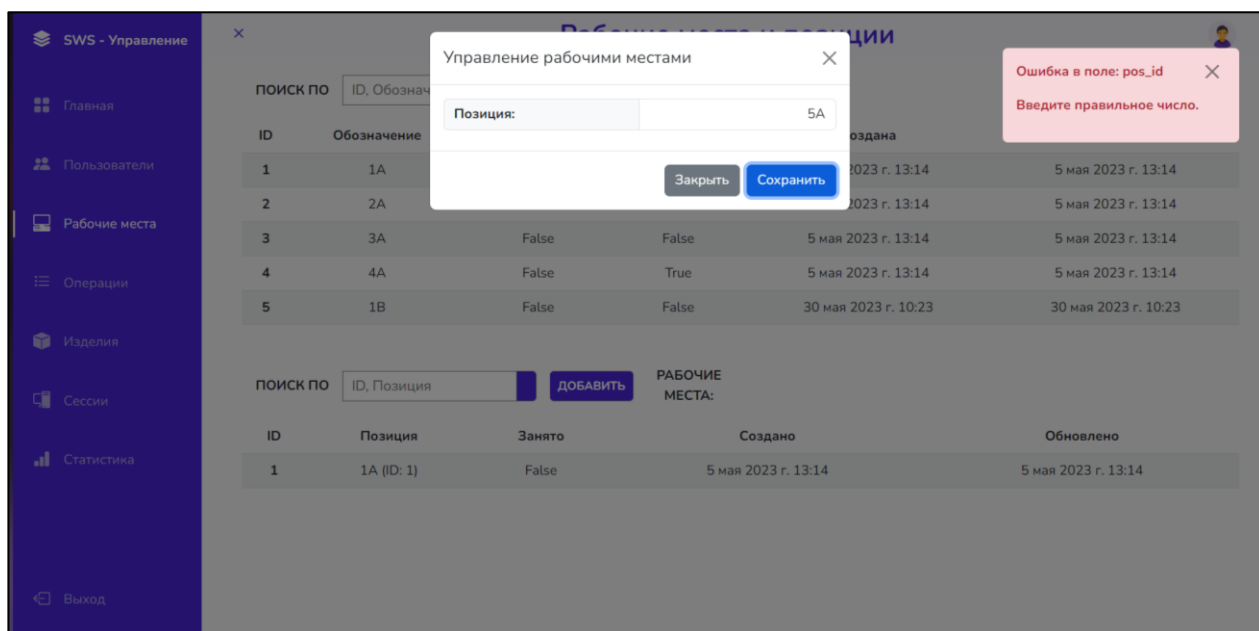 SWS - Управление
Главная
Пользователи
Рабочие места
Операции
Изделия
Сессии
Статистика
Выход
Рабочие места и позиции
Управление рабочими местами
Позиция: 5A
Закрыть Сохранить
Ошибка в поле: pos_id
Введите правильное число.
ПОИСК ПО ID, Обознач
ID Обозначение оздана
1 1A 2023 г. 13:14 5 мая 2023 г. 13:14
2 2A 2023 г. 13:14 5 мая 2023 г. 13:14
3 3A False False 5 мая 2023 г. 13:14 5 мая 2023 г. 13:14
4 4A False True 5 мая 2023 г. 13:14 5 мая 2023 г. 13:14
5 1B False False 30 мая 2023 г. 10:23 30 мая 2023 г. 10:23
ПОИСК ПО ID, Позиция ДОБАВИТЬ РАБОЧИЕ
МЕСТА:
ID Позиция Занято Создано Обновлено
1 1A (ID: 1) False 5 мая 2023 г. 13:14 5 мая 2023 г. 13:14